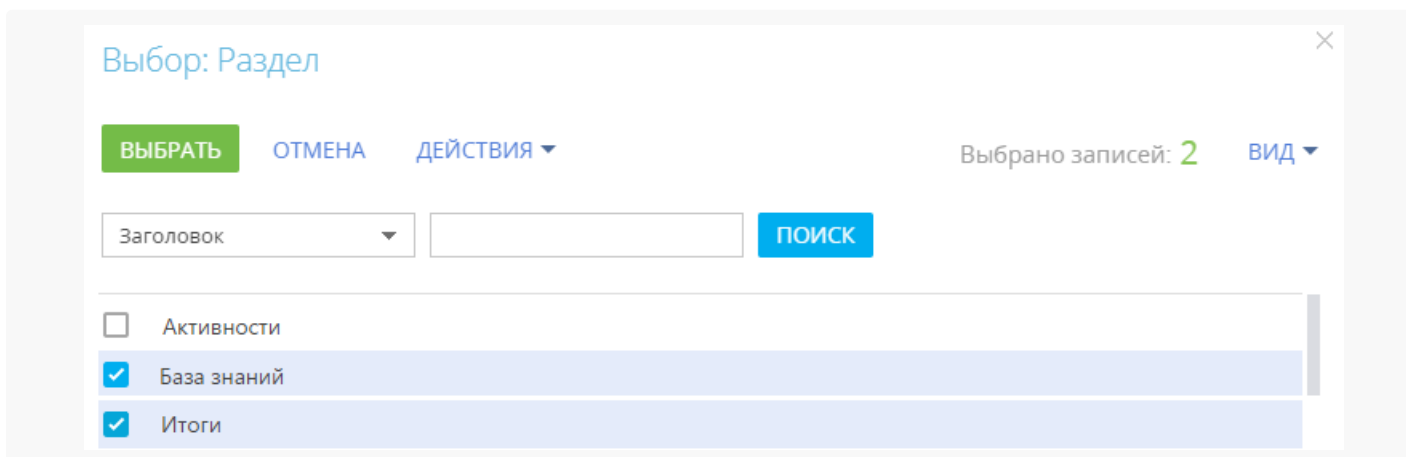 Выбор: Раздел
ВЫБРАТЬ ОТМЕНА ДЕЙСТВИЯ Выбрано записей: 2 ВИД
Заголовок ПОИСК
Активности
База знаний
Итоги